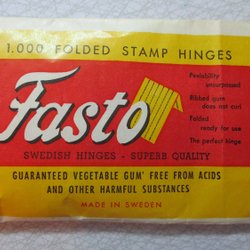 1.000 FOLDED STAMP HINGES
Fasto
Peelability
unsurpassed
Ribbed gum
does not curl
Folded
ready for use
The perfect hinge
SWEDISH HINGES - SUPERB QUALITY
GUARANTEED VEGETABLE GUM' FREE FROM ACIDS
AND OTHER HARMFUL SUBSTANCES
MADE IN SWEDEN